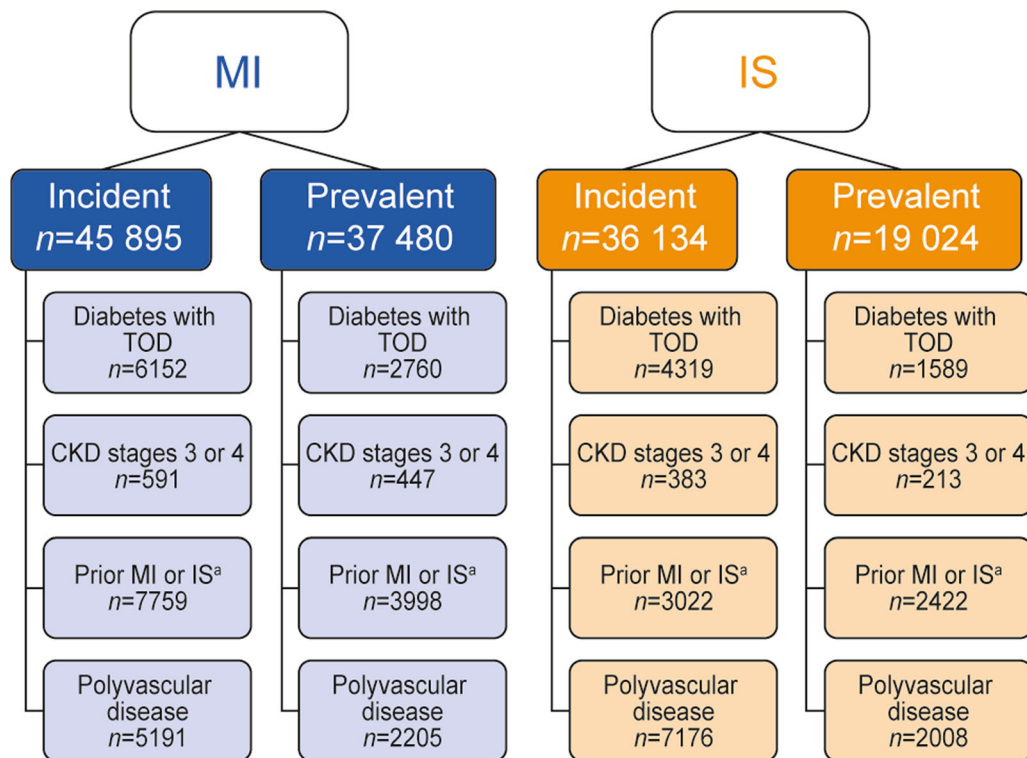 MI
Incident
n=45 895
Diabetes with
TOD
n=6152
CKD stages 3 or 4
n=591
Prior MI or ISᵃ
n=7759
Polyvascular
disease
n=5191
Prevalent
n=37 480
Diabetes with
TOD
n=2760
CKD stages 3 or 4
n=447
Prior MI or ISᵃ
n=3998
Polyvascular
disease
n=2205
IS
Incident
n=36 134
Diabetes with
TOD
n=4319
CKD stages 3 or 4
n=383
Prior MI or ISᵃ
n=3022
Polyvascular
disease
n=7176
Prevalent
n=19 024
Diabetes with
TOD
n=1589
CKD stages 3 or 4
n=213
Prior MI or ISᵃ
n=2422
Polyvascular
disease
n=2008